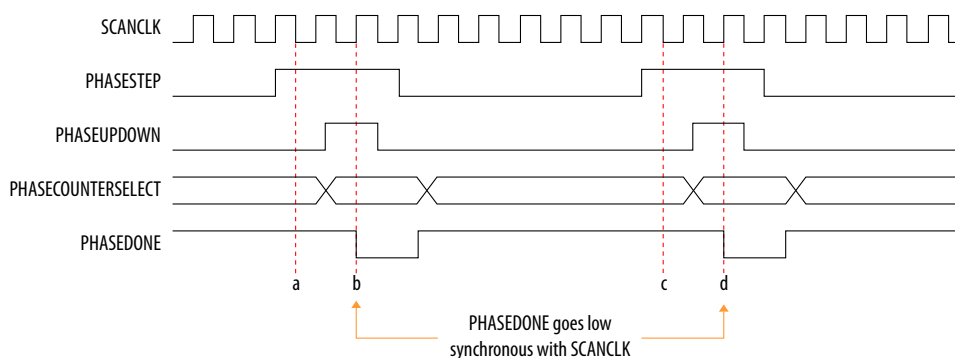 SCANCLK
PHASESTEP
PHASEUPDOWN
PHASECOUNTERSELECT
PHASEDONE
a b c d
PHASEDONE goes low
synchronous with SCANCLK